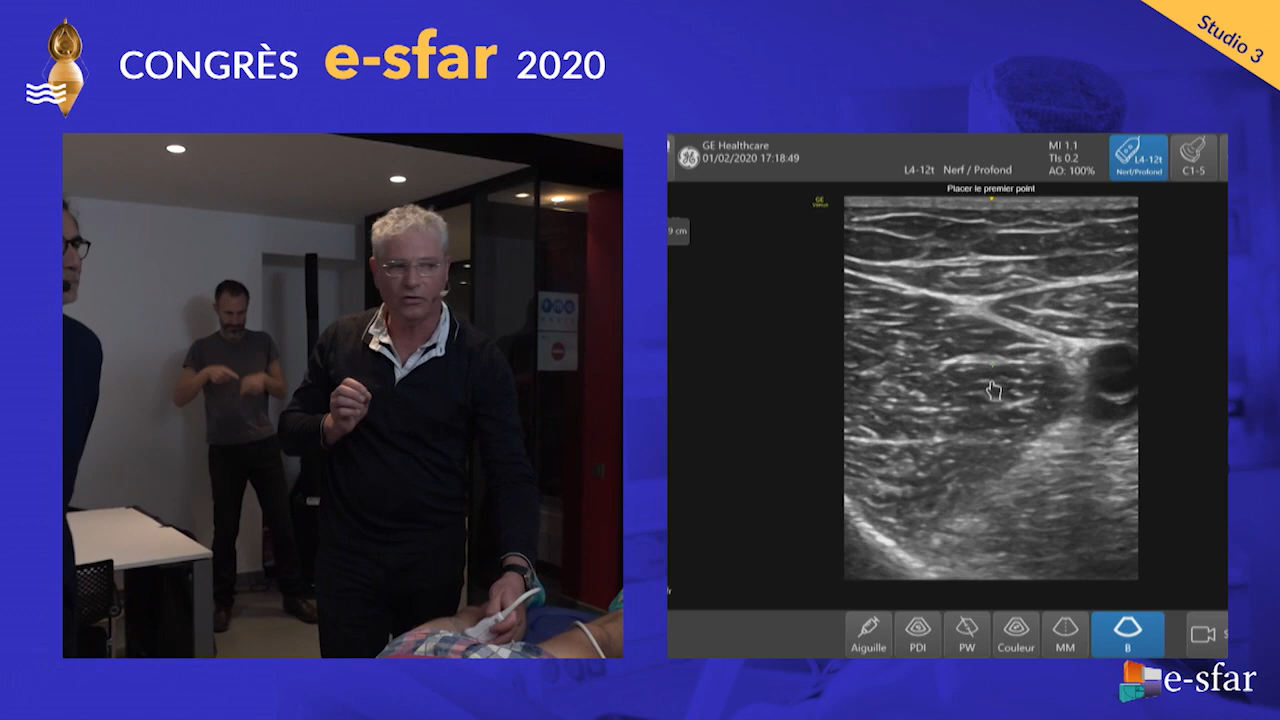 CONGRÈS e-sfar 2020
Studio 3
GE Healthcare
01/02/2020 17:18:49
L4-12t Nerf / Profond
MI 1.1
TIs 0.2
AO: 100%
L4-12t
Nerf/Profond
C1-5
Placer le premier point
GE
9 cm
Aiguille
PDI
PW
Couleur
MM
B
e-sfar